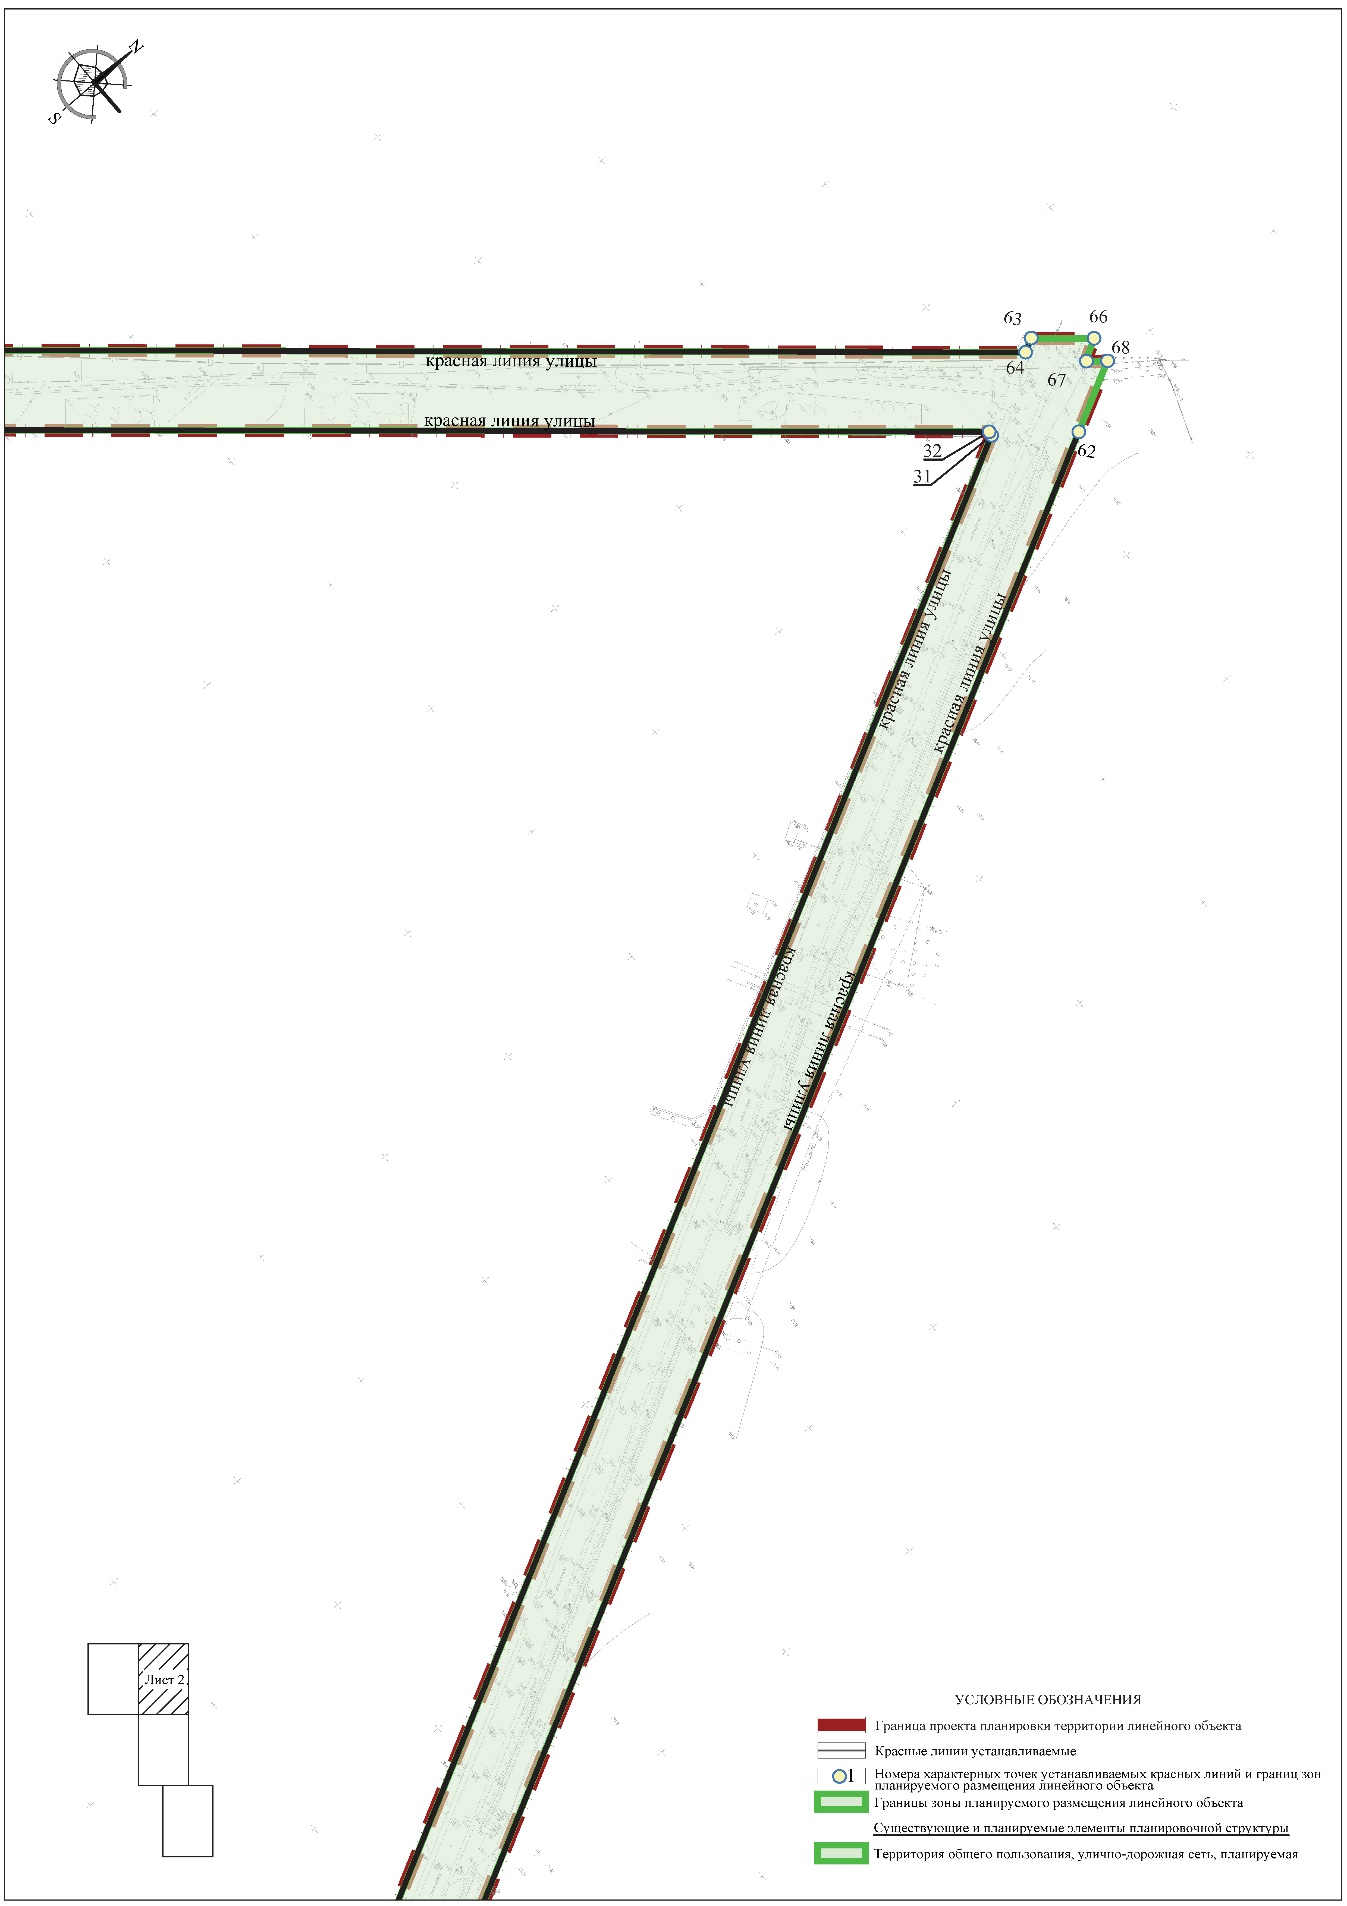 N
S
63
66
68
64
67
62
красная линия улицы
красная линия улицы
32
31
красная линия улицы
красная линия улицы
красная линия улицы
красная линия улицы
Лист 2
УСЛОВНЫЕ ОБОЗНАЧЕНИЯ
Граница проекта планировки территории линейного объекта
Красные линии устанавливаемые
1 Номера характерных точек устанавливаемых красных линий и границ зон
планируемого размещения линейного объекта
Границы зоны планируемого размещения линейного объекта
Существующие и планируемые элементы планировочной структуры
Территория общего пользования, улично-дорожная сеть, планируемая